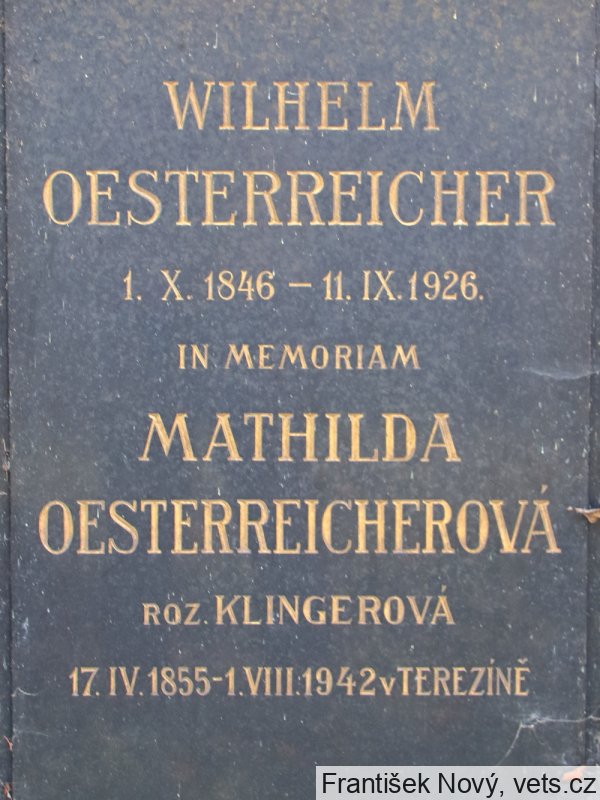 WILHELM
OESTERREICHER
1. X. 1846 – 11. IX. 1926.
IN MEMORIAM
MATHILDA
OESTERREICHEROVÁ
ROZ. KLINGEROVÁ
17. IV. 1855-1. VIII. 1942 v TEREZÍNĚ
František Nový, vets.cz